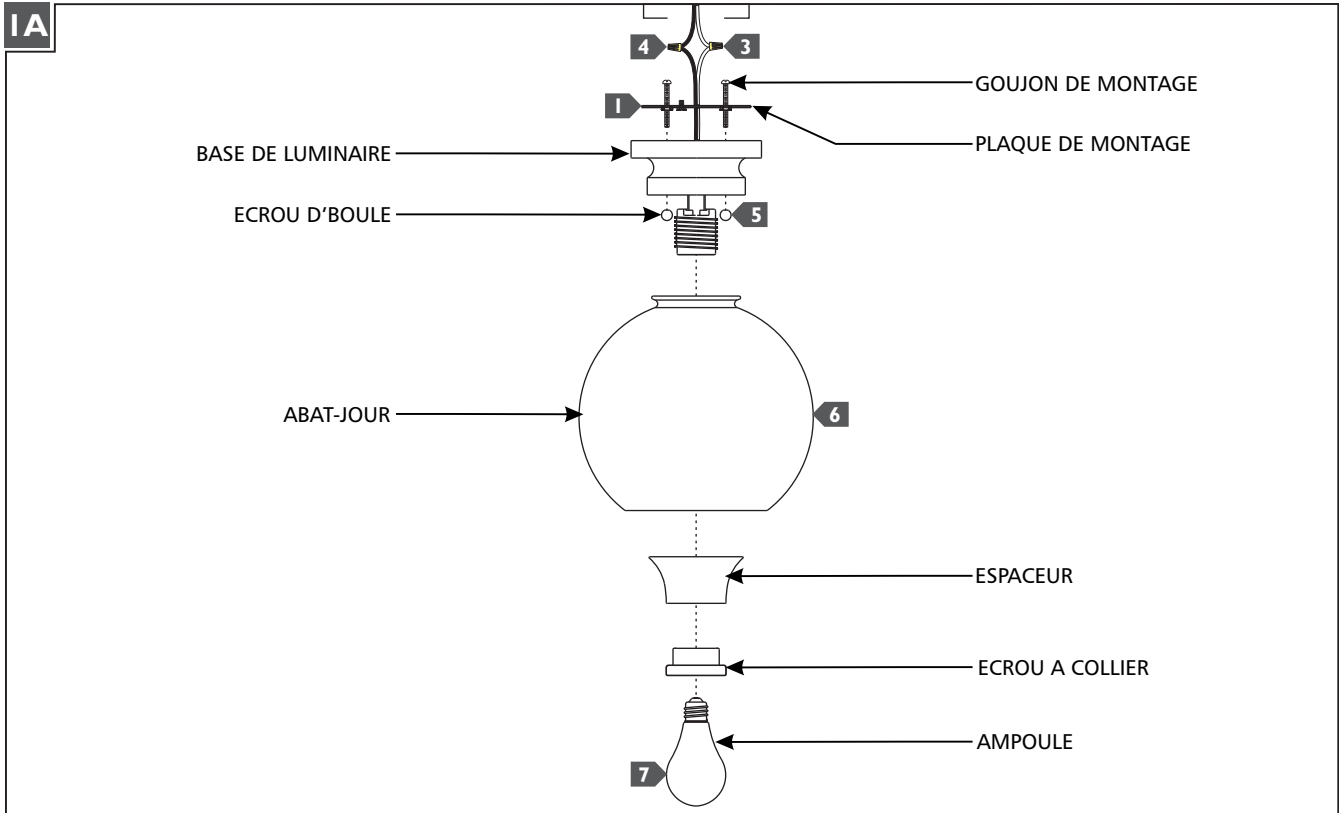 1A
4
3
GOUJON DE MONTAGE
1
PLAQUE DE MONTAGE
BASE DE LUMINAIRE
ECROU D’BOULE
5
ABAT-JOUR
6
ESPACEUR
ECROU A COLLIER
AMPOULE
7